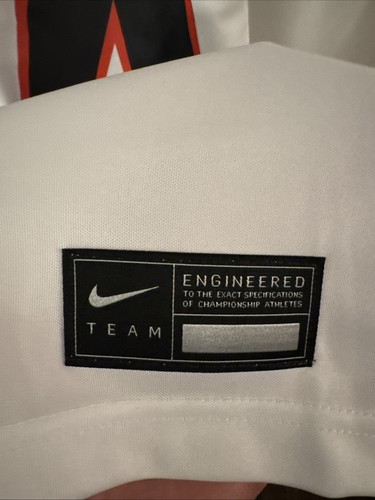 TEAM
ENGINEERED
TO THE EXACT SPECIFICATIONS
OF CHAMPIONSHIP ATHLETES